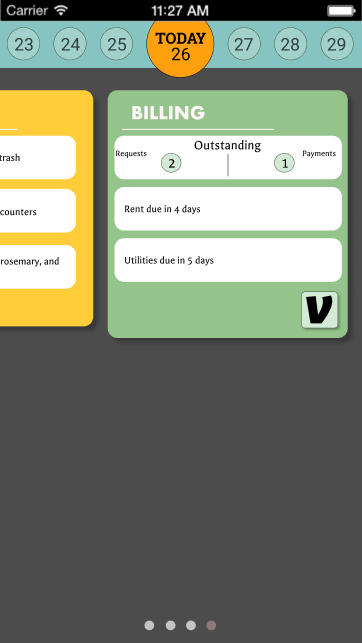 Carrier 11:27 AM
23 24 25 TODAY 26 27 28 29
trash
counters
rosemary, and
BILLING
Outstanding
Requests 2 1 Payments
Rent due in 4 days
Utilities due in 5 days
V